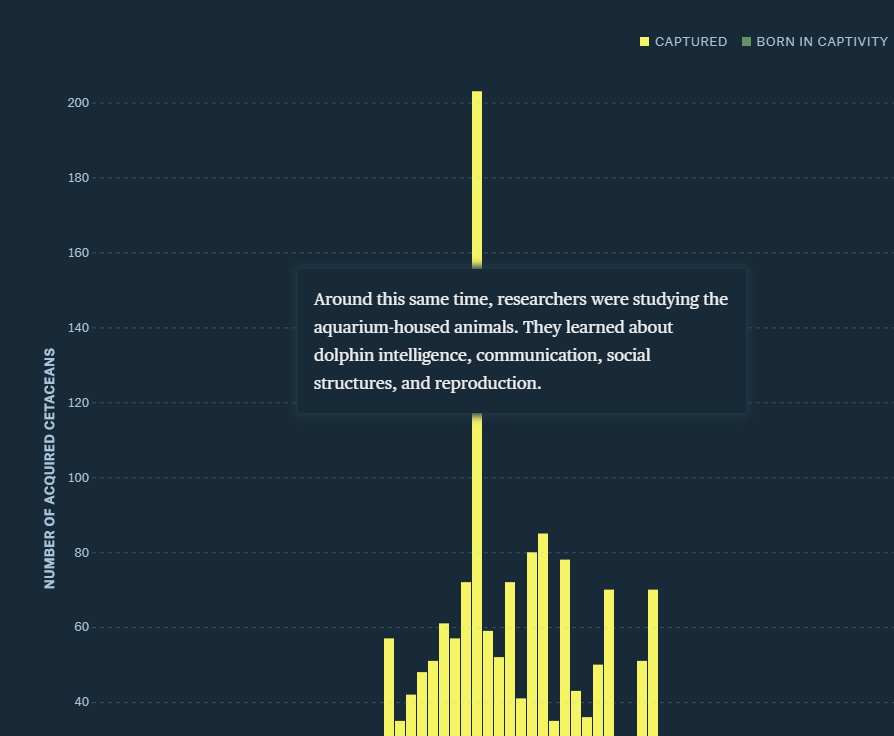 CAPTURED BORN IN CAPTIVITY
200
180
160
Around this same time, researchers were studying the
aquarium-housed animals. They learned about
dolphin intelligence, communication, social
structures, and reproduction.
140
120
100
80
60
40
NUMBER OF ACQUIRED CETACEANS